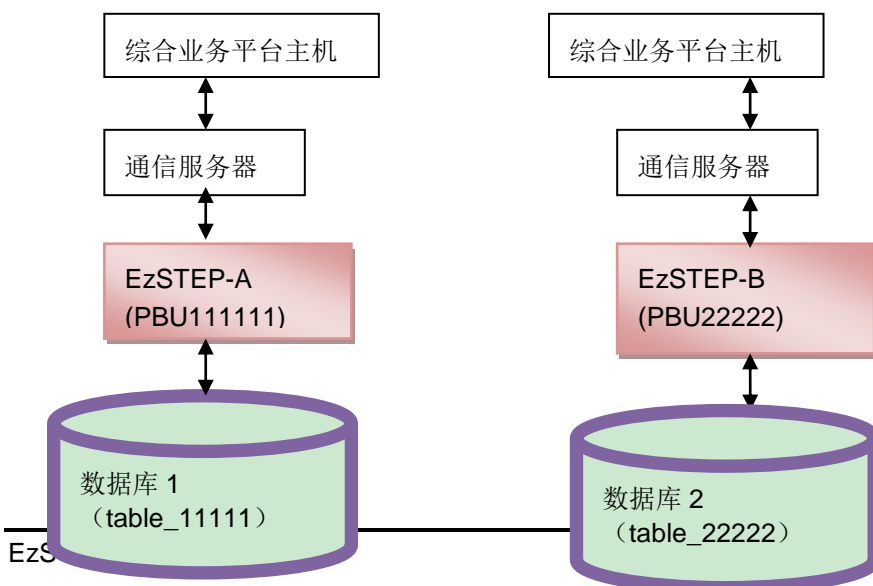 综合业务平台主机
综合业务平台主机
通信服务器
通信服务器
EzSTEP-A
(PBU111111)
EzSTEP-B
(PBU22222)
数据库 1
（table_11111）
数据库 2
（table_22222）